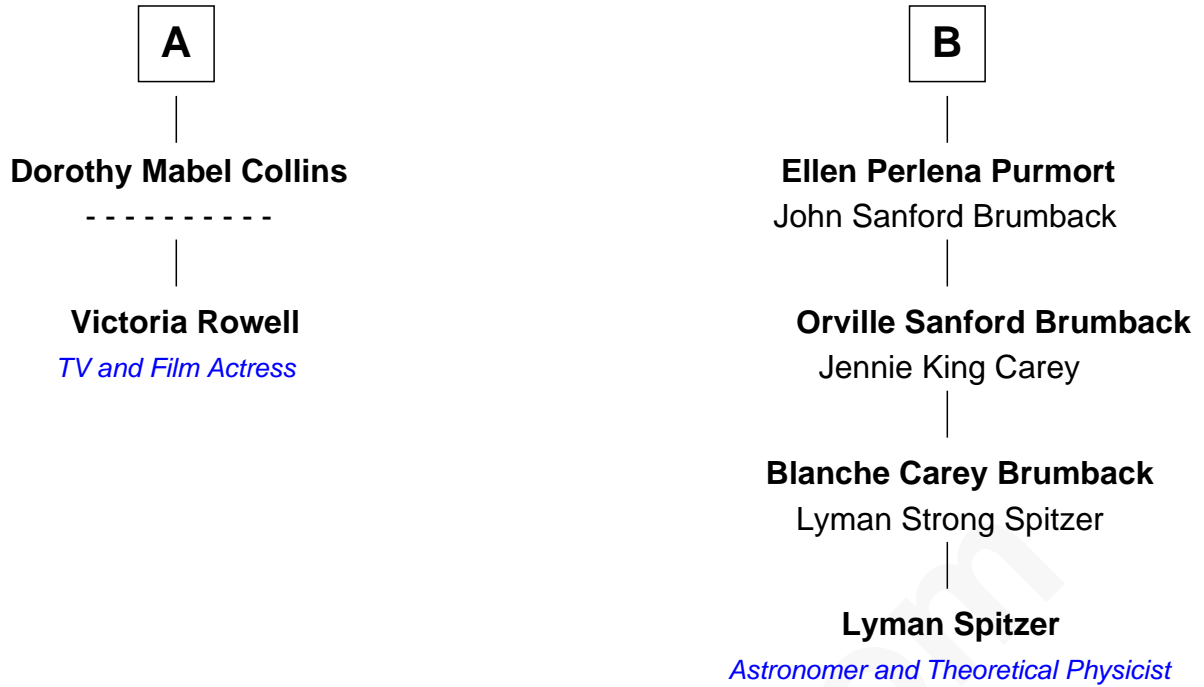 A
Dorothy Mabel Collins
- - - - - - - - - -
Victoria Rowell
TV and Film Actress
B
Ellen Perlena Purmort
John Sanford Brumback
Orville Sanford Brumback
Jennie King Carey
Blanche Carey Brumback
Lyman Strong Spitzer
Lyman Spitzer
Astronomer and Theoretical Physicist